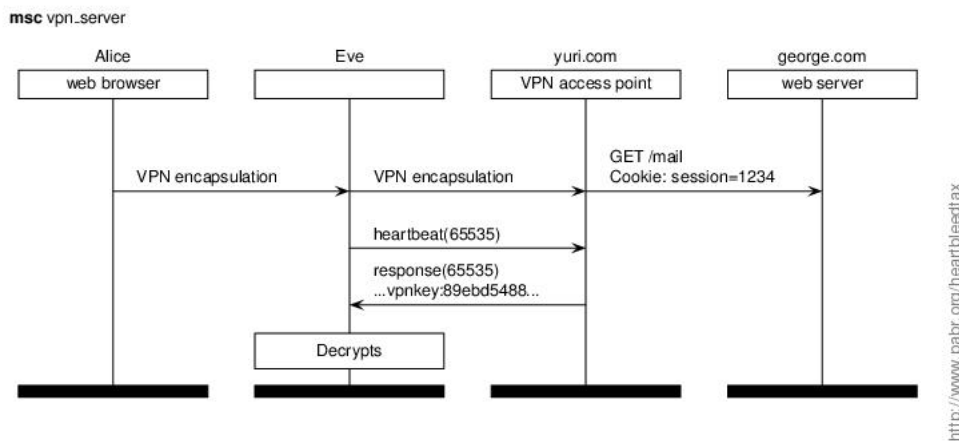 msc vpn_server
Alice
Eve
yuri.com
george.com
web browser
VPN access point
web server
VPN encapsulation
VPN encapsulation
GET /mail
Cookie: session=1234
heartbeat(65535)
response(65535)
...vpnkey:89ebd5488...
Decrypts
http://www.pabr.org/heartbleedtax